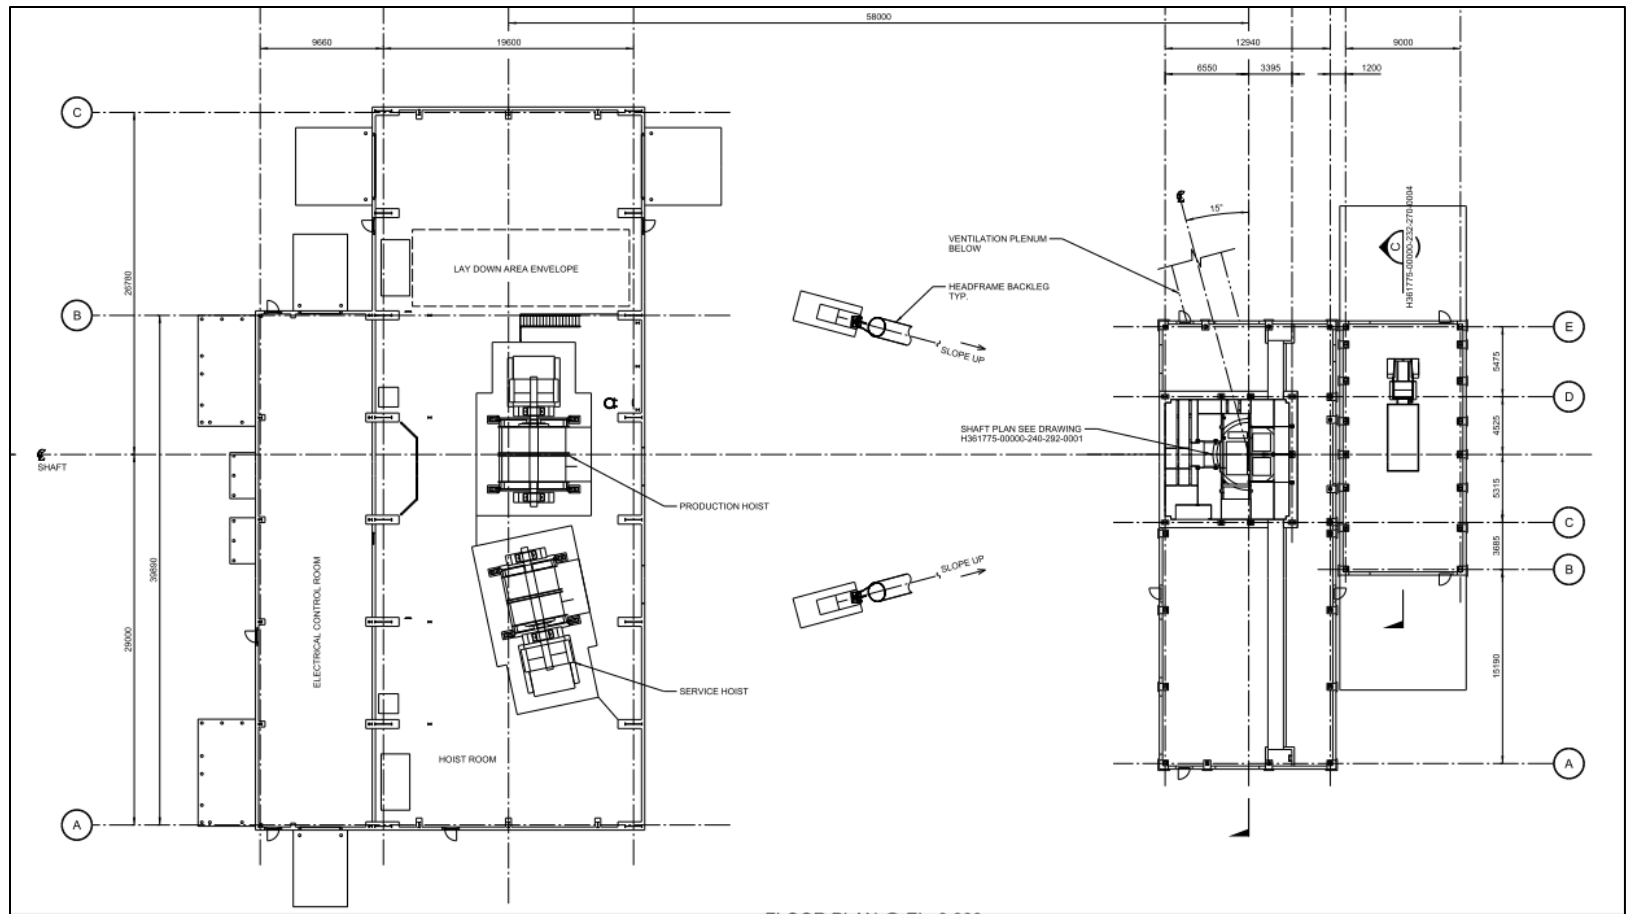 58000
9660
19600
12940
9000
6550
3395
1200
C
15°
C
H361775-00000-232-270-0004
VENTILATION PLENUM
BELOW
LAY DOWN AREA ENVELOPE
26780
HEADFRAME BACKLEG
TYP.
B
E
SLOPE UP
5475
D
SHAFT PLAN SEE DRAWING
H361775-00000-240-292-0001
4525
SHAFT
5315
PRODUCTION HOIST
C
3685
SLOPE UP
B
39890
ELECTRICAL CONTROL ROOM
29000
15190
SERVICE HOIST
HOIST ROOM
A
A